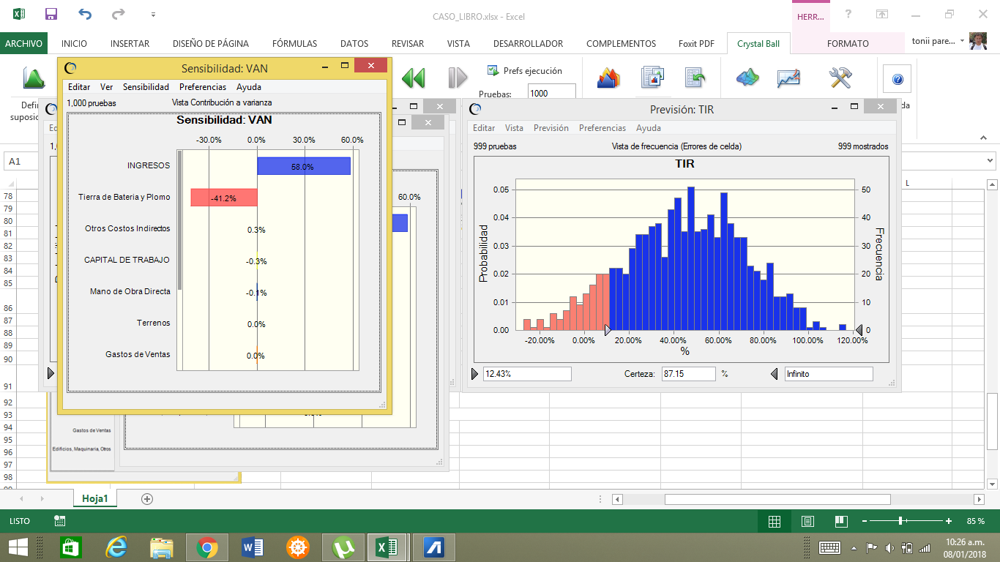 CASO_LIBRO.xlsx - Excel
HERR...
?
ARCHIVO INICIO INSERTAR DISEÑO DE PÁGINA FÓRMULAS DATOS REVISAR VISTA DESARROLLADOR COMPLEMENTOS Foxit PDF Crystal Ball FORMATO tonii pare...
Prefs ejecución
Pruebas: 1000
Defin
suposic
da
A1
Sensibilidad: VAN
Editar Ver Sensibilidad Preferencias Ayuda
1,000 pruebas Vista Contribución a varianza
Sensibilidad: VAN
-30.0% 0.0% 30.0% 60.0%
INGRESOS 58.0%
Tierra de Bateria y Plomo -41.2%
Otros Costos Indirectos 0.3%
CAPITAL DE TRABAJO -0.3%
Mano de Obra Directa -0.1%
Terrenos 0.0%
Gastos de Ventas 0.0%
60.0%
Gastos de Ventas
Edificios, Maquinaria, Otros
Previsión: TIR
Editar Vista Previsión Preferencias Ayuda
999 pruebas Vista de frecuencia (Errores de celda) 999 mostrados
TIR
Probabilidad
0.05
0.04
0.03
0.02
0.01
0.00
Frecuencia
50
40
30
20
10
0
-20.00% 0.00% 20.00% 40.00% 60.00% 80.00% 100.00% 120.00%
%
12.43% Certeza: 87.15 % Infinito
L
78
79
80
81
82
83
84
85
86
87
88
89
90
91
92
93
94
95
96
97
98
Hoja1
LISTO
85 %
10:26 a.m.
08/01/2018